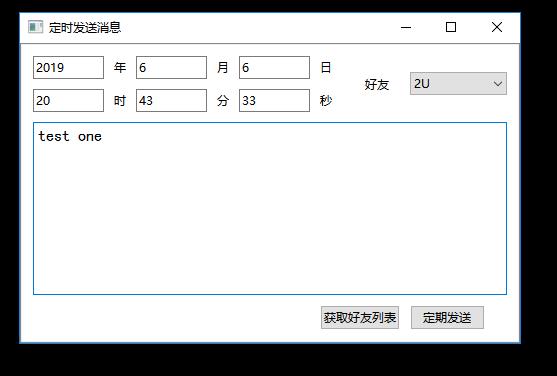 定时发送消息
2019 年 6 月 6 日
好友 2U
20 时 43 分 33 秒
test one
获取好友列表 定期发送